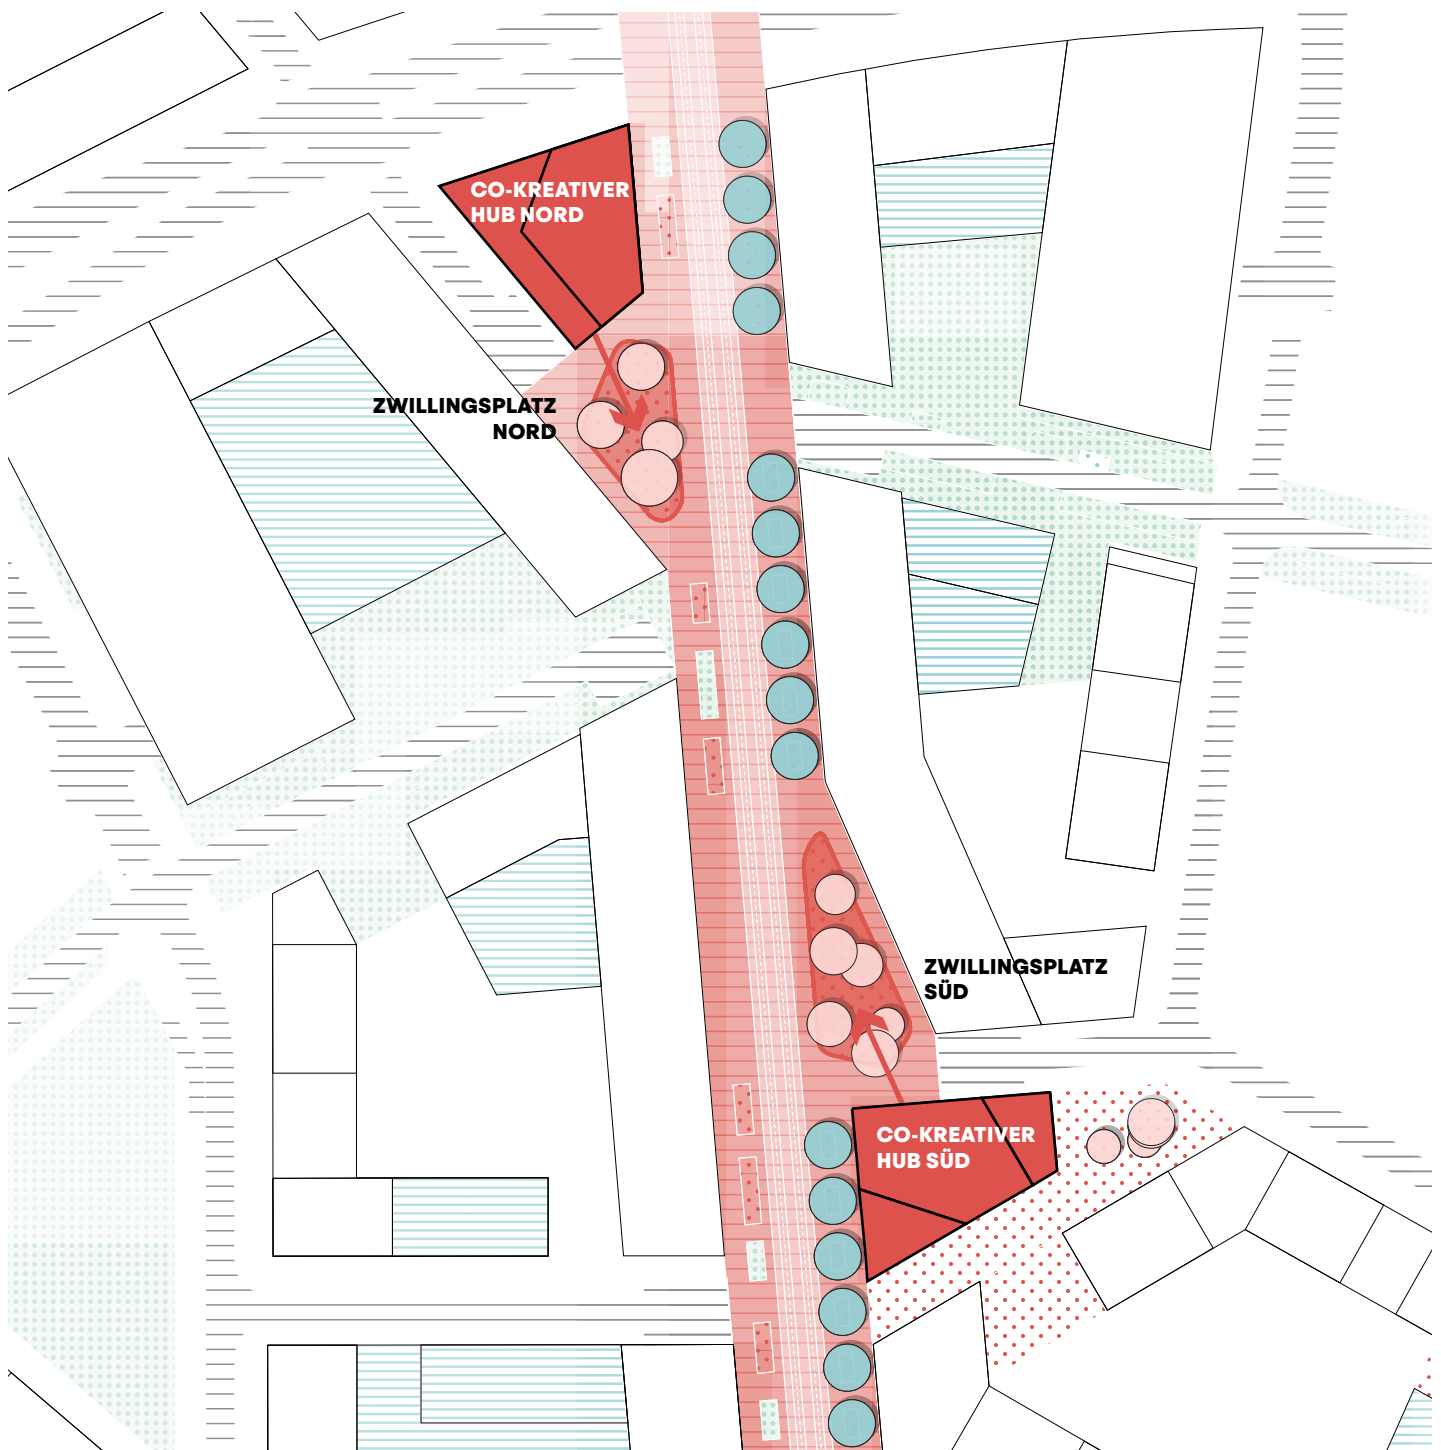 CO-KREATIVER
HUB NORD
ZWILLINGSPLATZ
NORD
ZWILLINGSPLATZ
SÜD
CO-KREATIVER
HUB SÜD